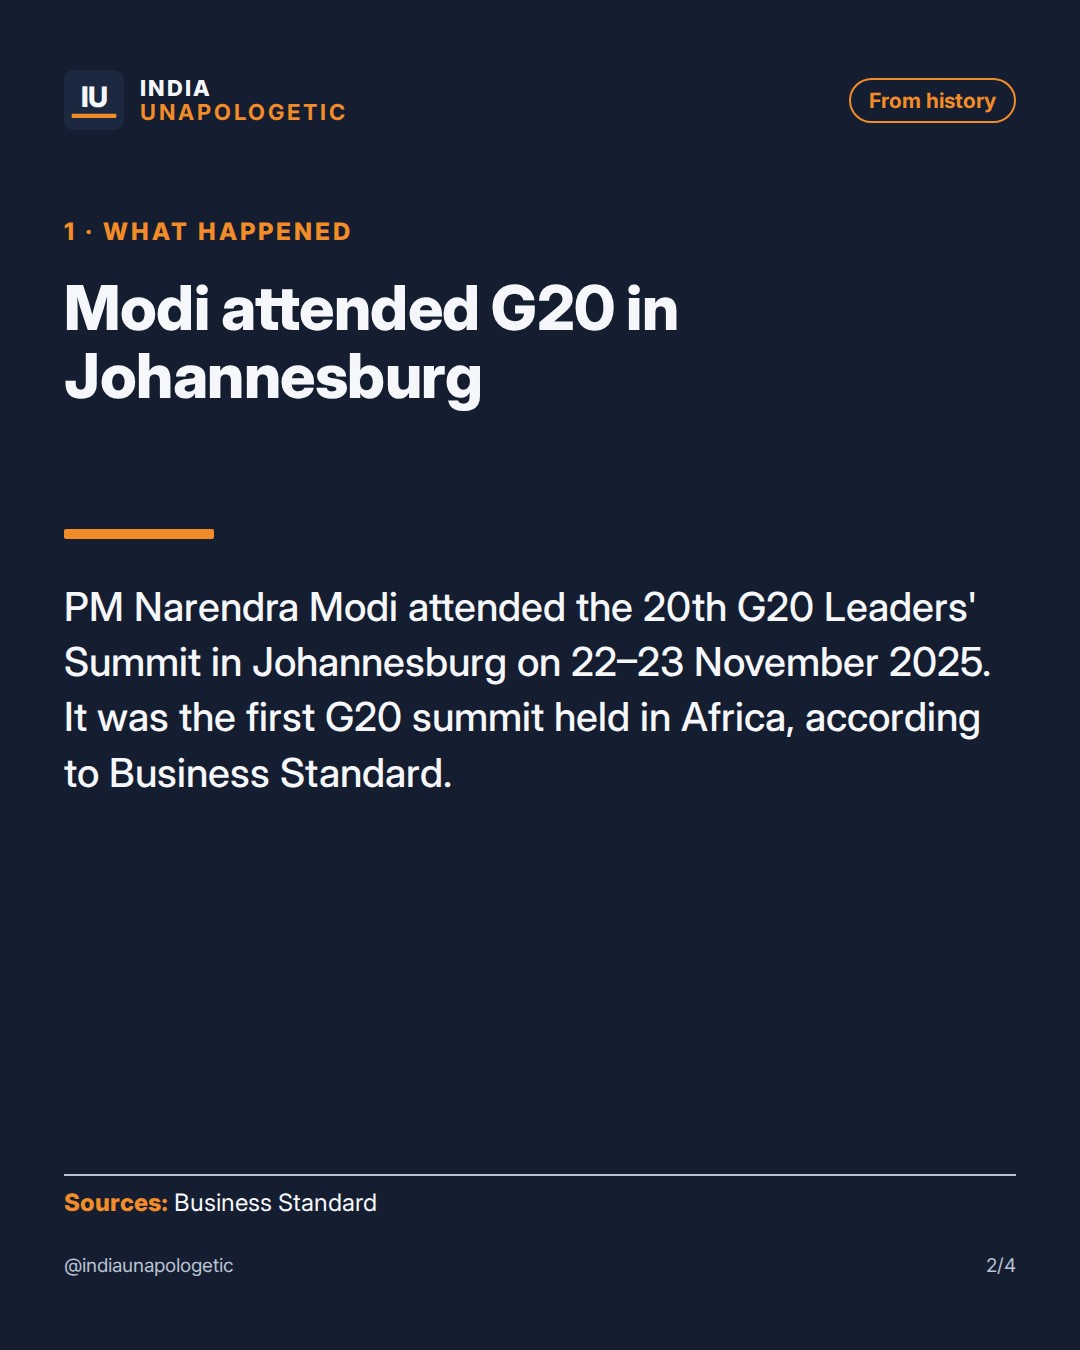 IU
INDIA
UNAPOLOGETIC
From history
1 · WHAT HAPPENED
Modi attended G20 in
Johannesburg
PM Narendra Modi attended the 20th G20 Leaders'
Summit in Johannesburg on 22–23 November 2025.
It was the first G20 summit held in Africa, according
to Business Standard.
Sources: Business Standard
@indiaunapologetic
2/4